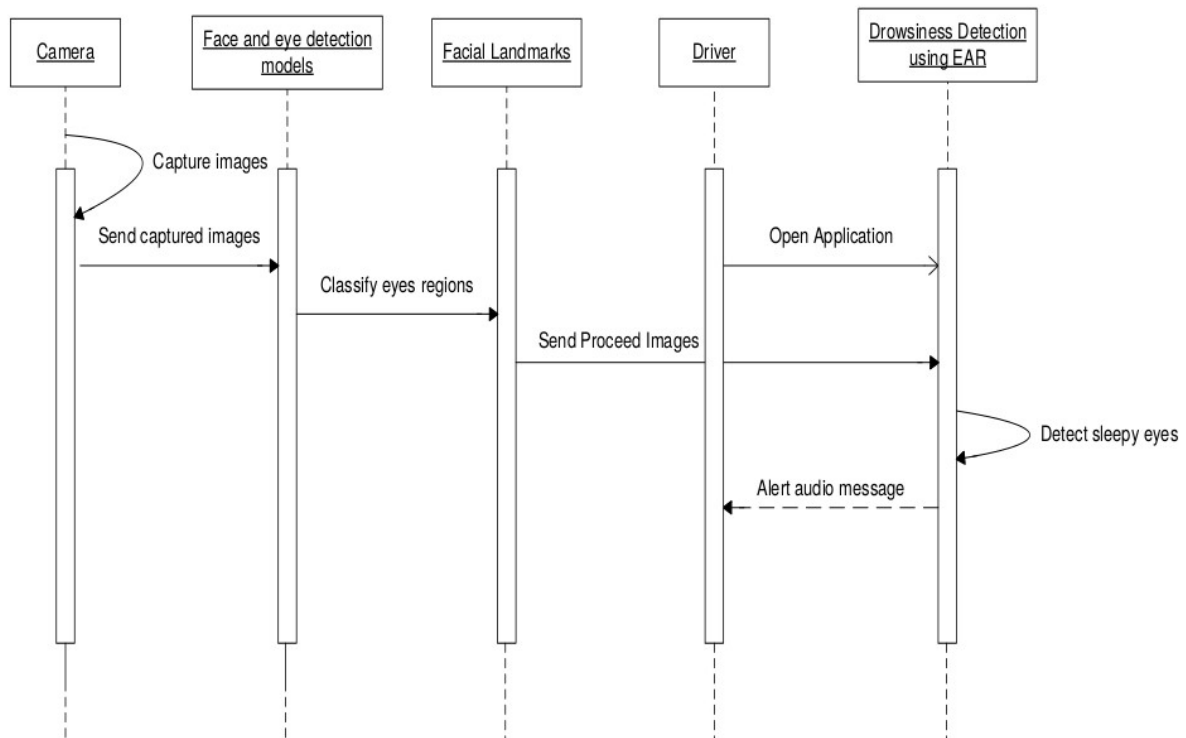 Camera
Face and eye detection
models
Facial Landmarks
Driver
Drowsiness Detection
using EAR
Capture images
Send captured images
Open Application
Classify eyes regions
Send Proceed Images
Detect sleepy eyes
Alert audio message